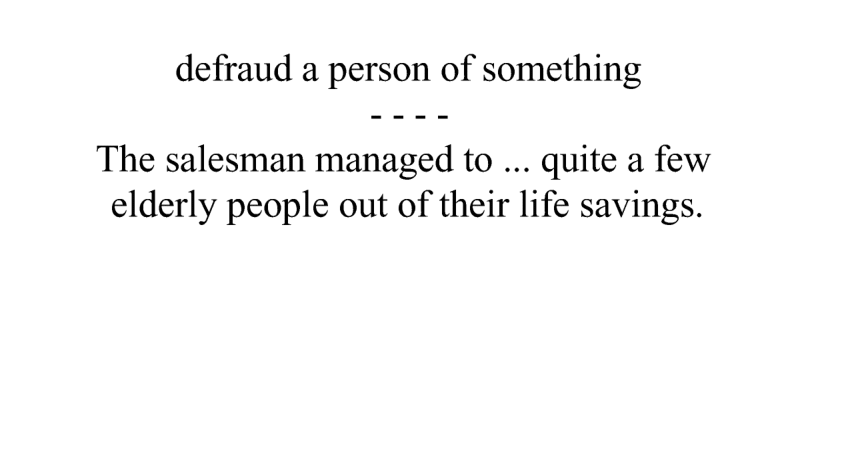 defraud a person of something
- - - -
The salesman managed to ... quite a few
elderly people out of their life savings.